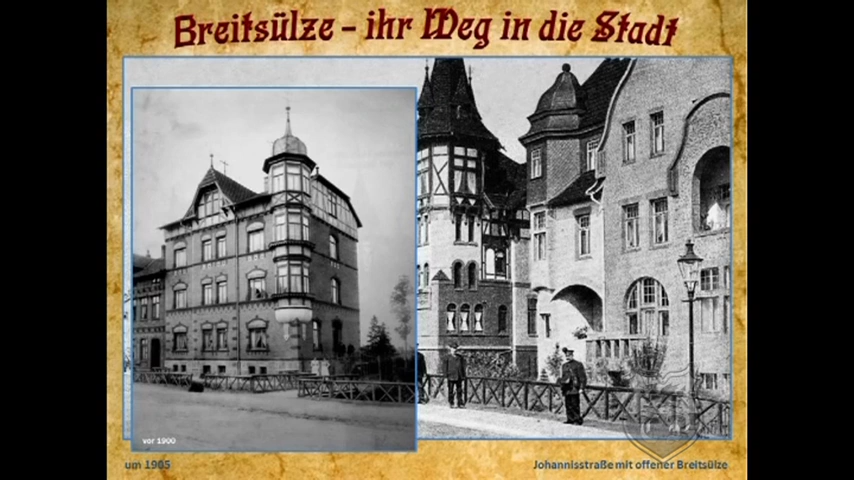 Breitsülze – ihr Weg in die Stadt
vor 1900
um 1905
Johannisstraße mit offener Breitsülze